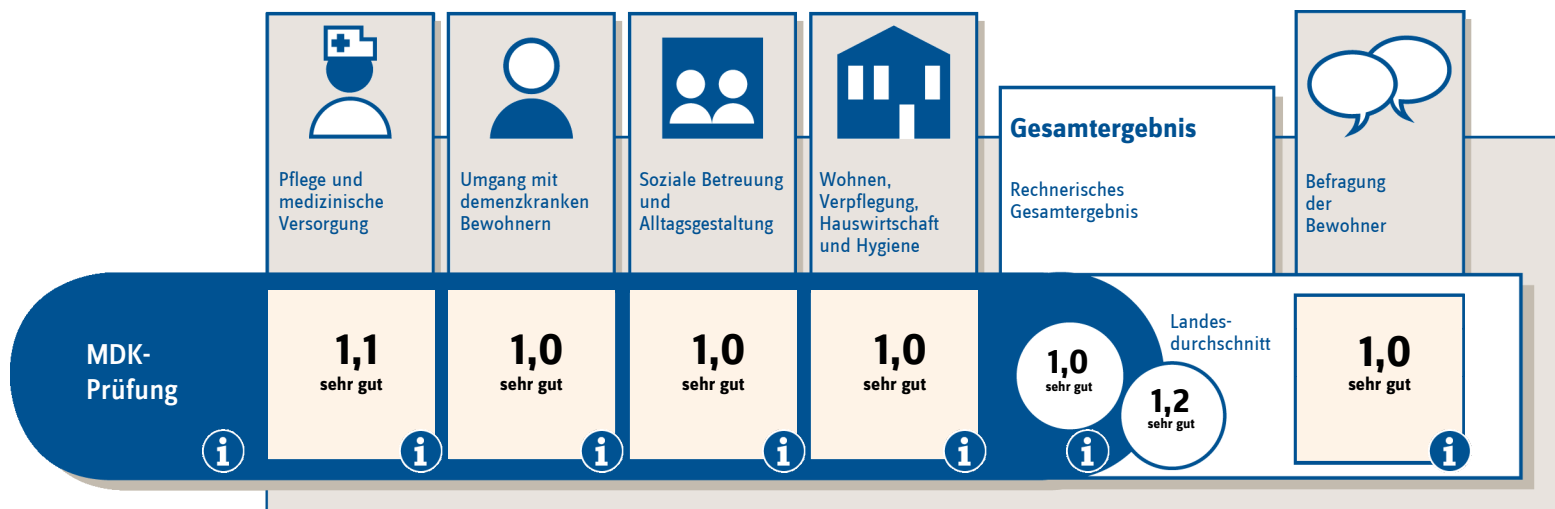 Pflege und
medizinische
Versorgung
Umgang mit
demenzkranken
Bewohnern
Soziale Betreuung
und
Alltagsgestaltung
Wohnen,
Verpflegung,
Hauswirtschaft
und Hygiene
Gesamtergebnis
Rechnerisches
Gesamtergebnis
Befragung
der
Bewohner
MDK-
Prüfung
1,1
sehr gut
1,0
sehr gut
1,0
sehr gut
1,0
sehr gut
1,0
sehr gut
Landes-
durchschnitt
1,2
sehr gut
1,0
sehr gut
i
i
i
i
i
i
i